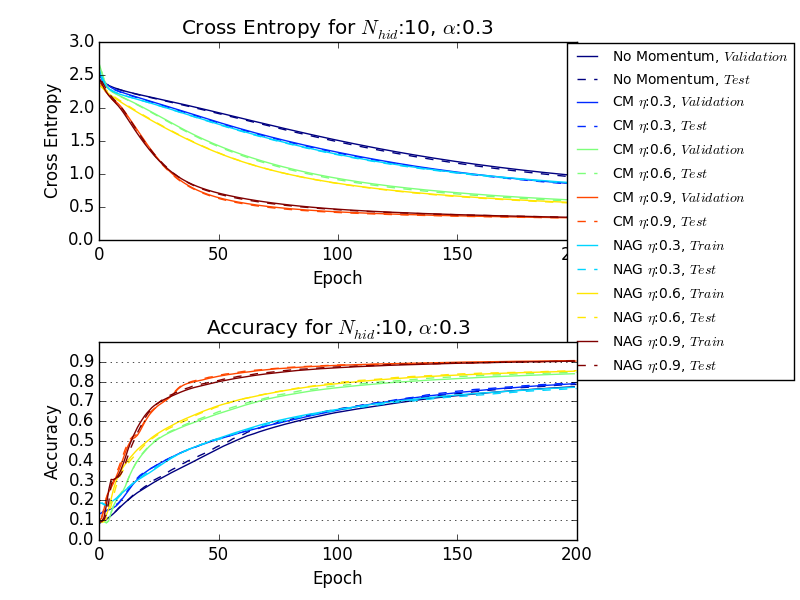 Cross Entropy for N_hid:10, α:0.3
3.0
2.5
2.0
1.5
1.0
0.5
0.0
Cross Entropy
0 50 100 150 2
Epoch
No Momentum, Validation
No Momentum, Test
CM η:0.3, Validation
CM η:0.3, Test
CM η:0.6, Validation
CM η:0.6, Test
CM η:0.9, Validation
CM η:0.9, Test
NAG η:0.3, Train
NAG η:0.3, Test
NAG η:0.6, Train
NAG η:0.6, Test
NAG η:0.9, Train
NAG η:0.9, Test
Accuracy for N_hid:10, α:0.3
0.9
0.8
0.7
0.6
0.5
0.4
0.3
0.2
0.1
0.0
Accuracy
0 50 100 150 200
Epoch